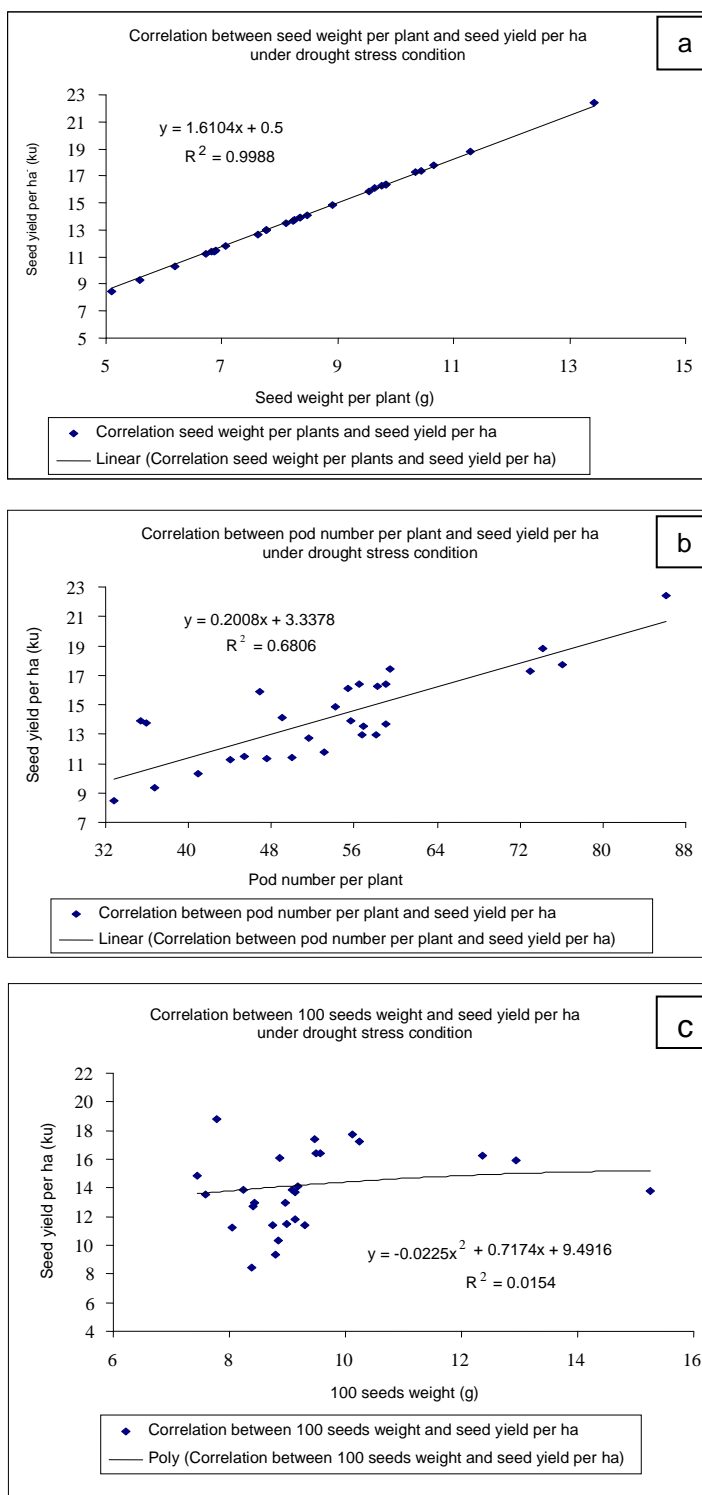 Correlation between seed weight per plant and seed yield per ha
under drought stress condition
a
23
21
19
17
15
13
11
9
7
5
y = 1.6104x + 0.5
R² = 0.9988
Seed yield per ha (ku)
5 7 9 11 13 15
Seed weight per plant (g)
Correlation seed weight per plants and seed yield per ha
Linear (Correlation seed weight per plants and seed yield per ha)
Correlation between pod number per plant and seed yield per ha
under drought stress condition
b
23
21
19
17
15
13
11
9
7
y = 0.2008x + 3.3378
R² = 0.6806
Seed yield per ha (ku)
32 40 48 56 64 72 80 88
Pod number per plant
Correlation between pod number per plant and seed yield per ha
Linear (Correlation between pod number per plant and seed yield per ha)
Correlation between 100 seeds weight and seed yield per ha
under drought stress condition
c
22
20
18
16
14
12
10
8
6
4
Seed yield per ha (ku)
y = -0.0225x² + 0.7174x + 9.4916
R² = 0.0154
6 8 10 12 14 16
100 seeds weight (g)
Correlation between 100 seeds weight and seed yield per ha
Poly (Correlation between 100 seeds weight and seed yield per ha)